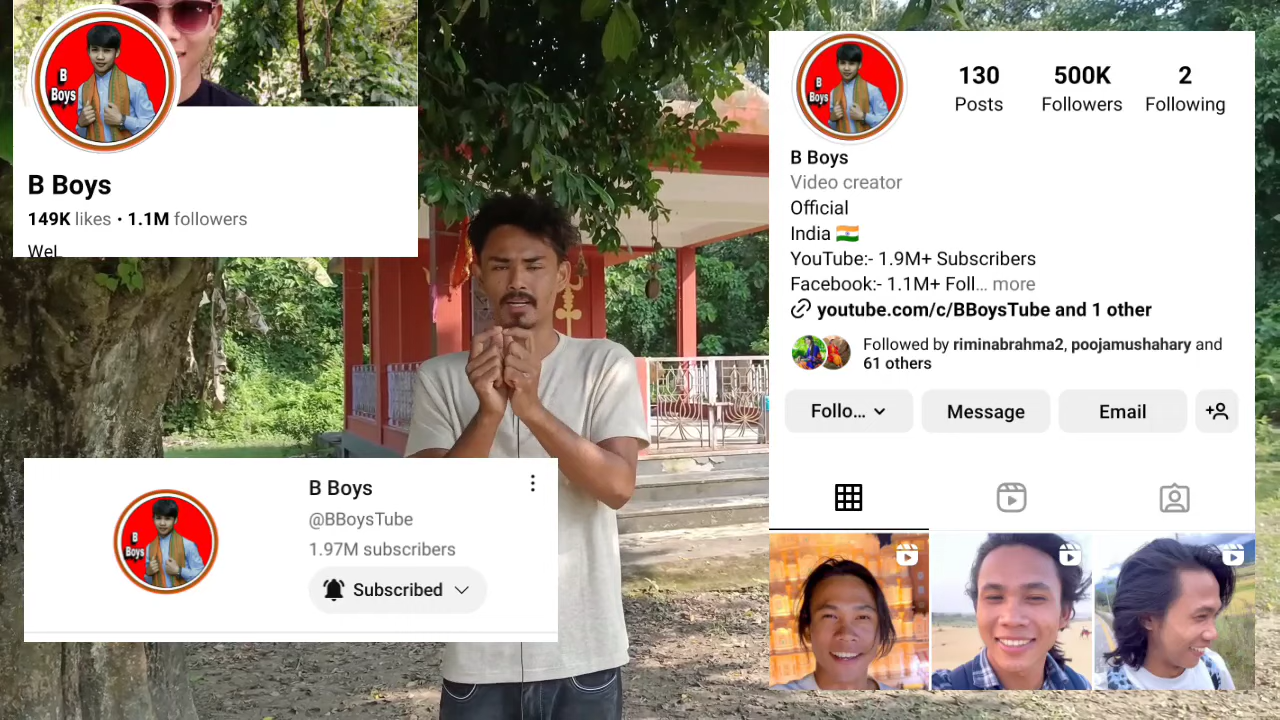 B
Boys
B Boys
149K likes • 1.1M followers
Wel
B
Boys
B Boys
@BBoysTube
1.97M subscribers
Subscribed
B
Boys
130 500K 2
Posts Followers Following
B Boys
Video creator
Official
India 🇮🇳
YouTube:- 1.9M+ Subscribers
Facebook:- 1.1M+ Foll… more
youtube.com/c/BBoysTube and 1 other
Followed by riminabrahma2, poojamushahary and
61 others
Follo… Message Email